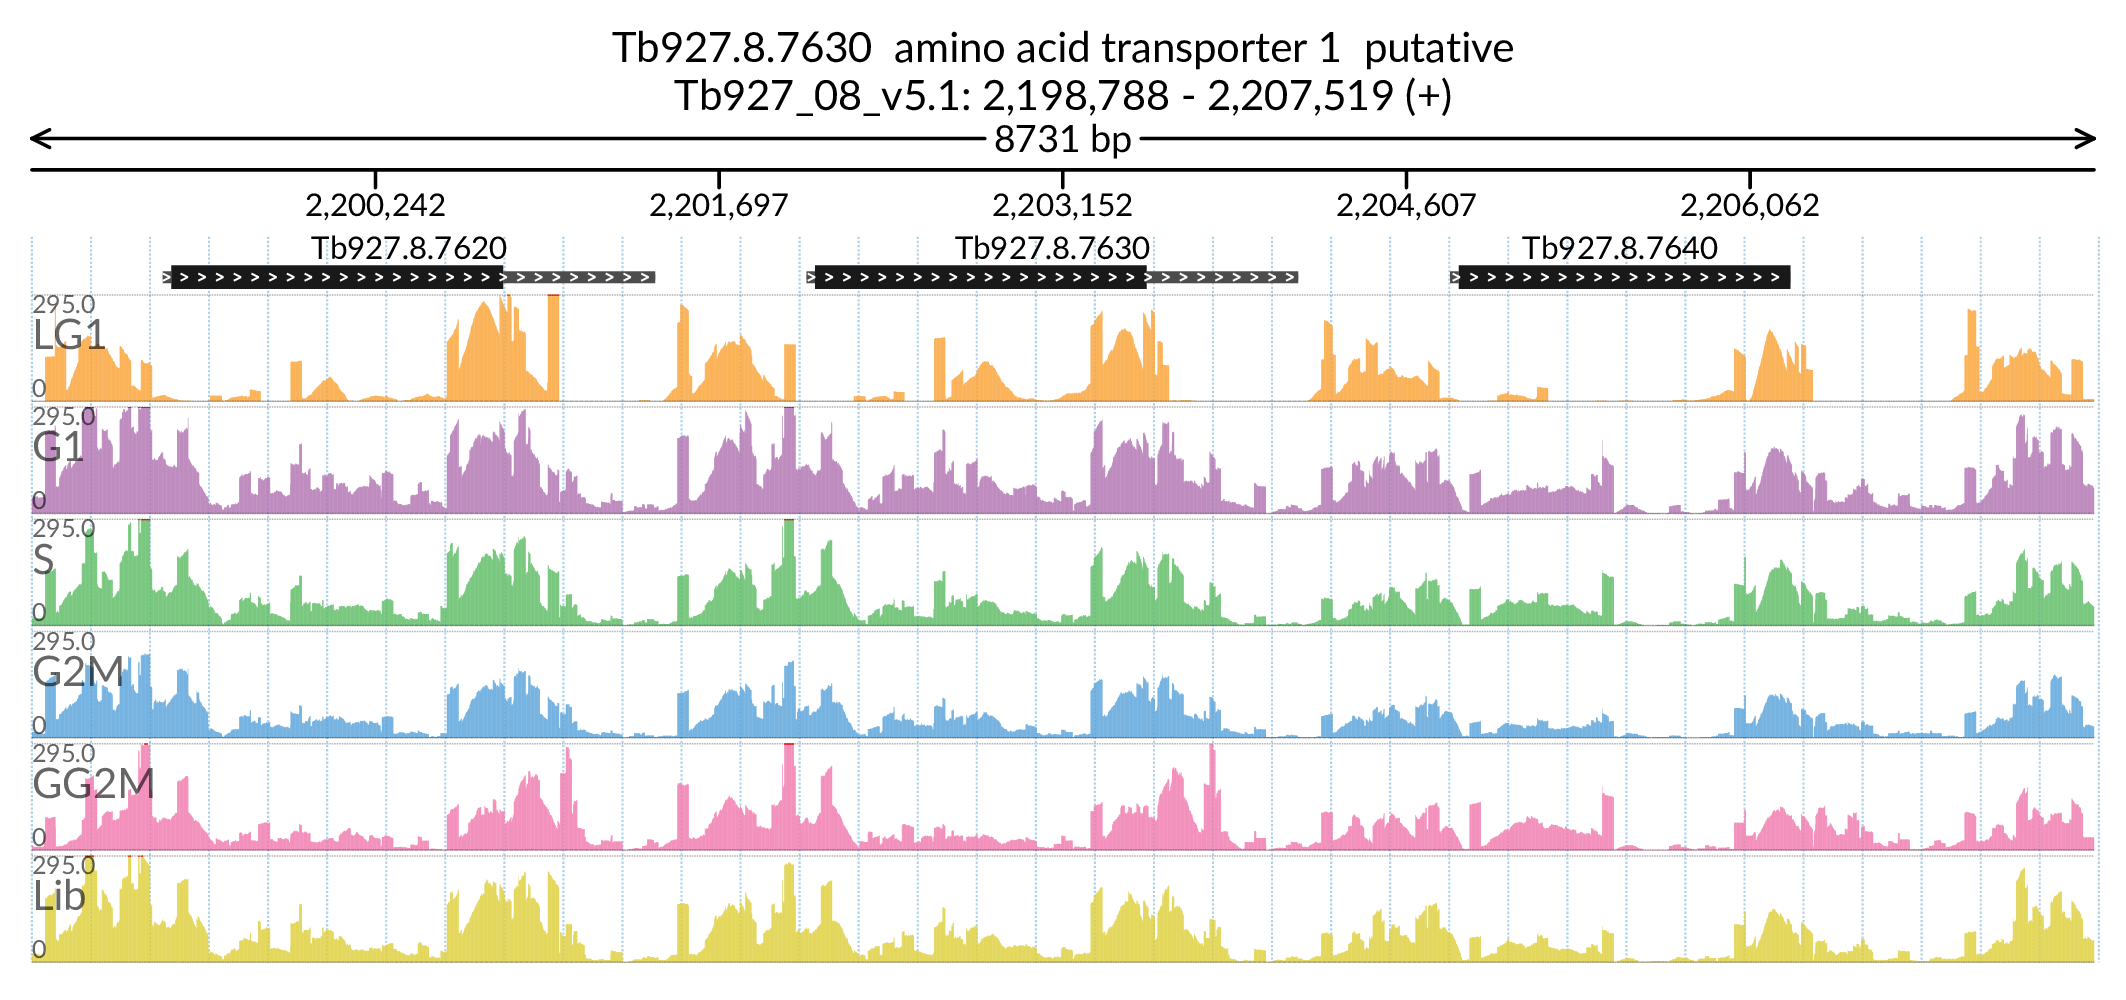 Tb927.8.7630  amino acid transporter 1  putative
Tb927_08_v5.1: 2,198,788 - 2,207,519 (+)
8731 bp
2,200,242 2,201,697 2,203,152 2,204,607 2,206,062
Tb927.8.7620 Tb927.8.7630 Tb927.8.7640
295.0
LG1
0
295.0
G1
0
295.0
S
0
295.0
G2M
0
295.0
GG2M
0
295.0
Lib
0